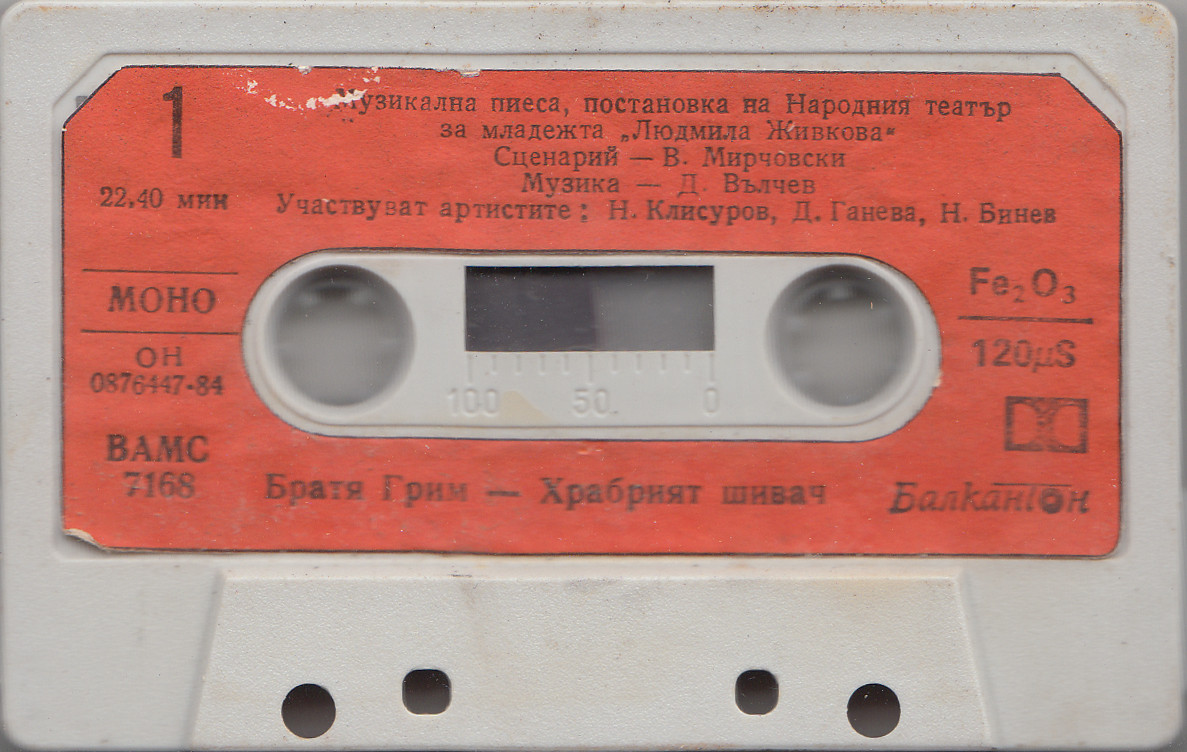 1
Музикална пиеса, постановка на Народния театър
за младежта „Людмила Живкова“
Сценарий — В. Мирчовски
Музика — Д. Вълчев
22,40 мин
Участвуват артистите: Н. Клисуров, Д. Ганева, Н. Бинев
МОНО
ОН
0876447-84
ВАМС
7168
Fe₂O₃
120µS
100 50 0
Братя Грим — Храбрият шивач
Балкантон